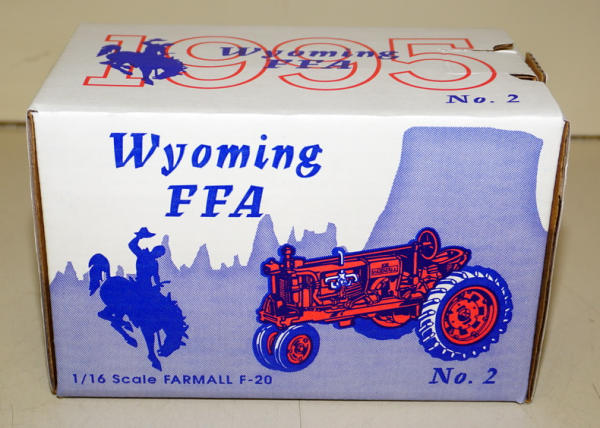 1995
Wyoming
FFA
No. 2
Wyoming
FFA
1/16 Scale FARMALL F-20
No. 2